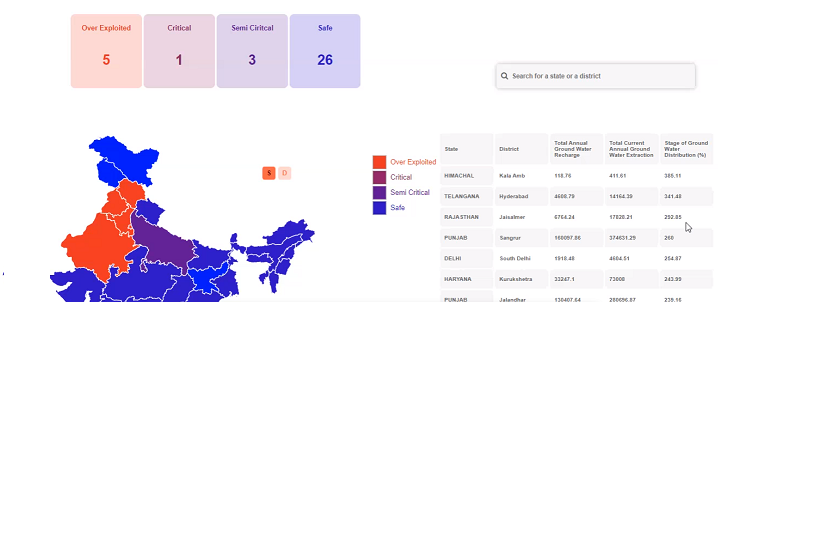 Over Exploited
Critical
Semi Ciritcal
Safe
5
1
3
26
Search for a state or a district
S D
Over Exploited
Critical
Semi Critical
Safe
State District Total Annual Ground Water Recharge Total Current Annual Ground Water Extraction Stage of Ground Water Distribution (%)
HIMACHAL Kala Amb 118.76 411.61 385.11
TELANGANA Hyderabad 4608.79 14164.39 341.48
RAJASTHAN Jaisalmer 6764.24 17828.21 292.85
PUNJAB Sangrur 160097.86 374631.29 260
DELHI South Delhi 1918.48 4604.51 254.87
HARYANA Kurukshetra 33247.1 73008 243.99
PUNJAB Jalandhar 130407.64 280696.87 239.16